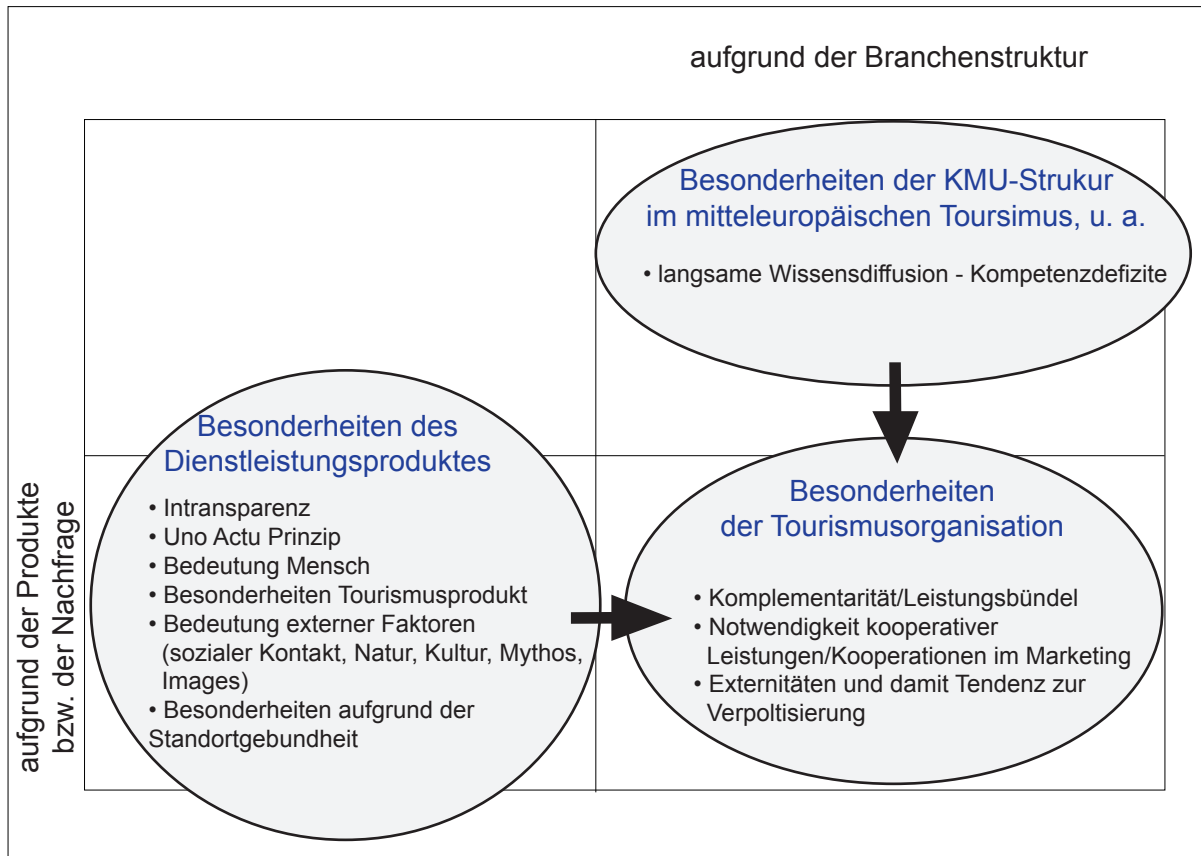 aufgrund der Branchenstruktur
Besonderheiten der KMU-Strukur
im mitteleuropäischen Toursimus, u. a.
• langsame Wissensdiffusion - Kompetenzdefizite
aufgrund der Produkte
bzw. der Nachfrage
Besonderheiten des
Dienstleistungsproduktes
• Intransparenz
• Uno Actu Prinzip
• Bedeutung Mensch
• Besonderheiten Tourismusprodukt
• Bedeutung externer Faktoren
(sozialer Kontakt, Natur, Kultur, Mythos,
Images)
• Besonderheiten aufgrund der
Standortgebundheit
Besonderheiten
der Tourismusorganisation
• Komplementarität/Leistungsbündel
• Notwendigkeit kooperativer
Leistungen/Kooperationen im Marketing
• Externitäten und damit Tendenz zur
Verpoltisierung